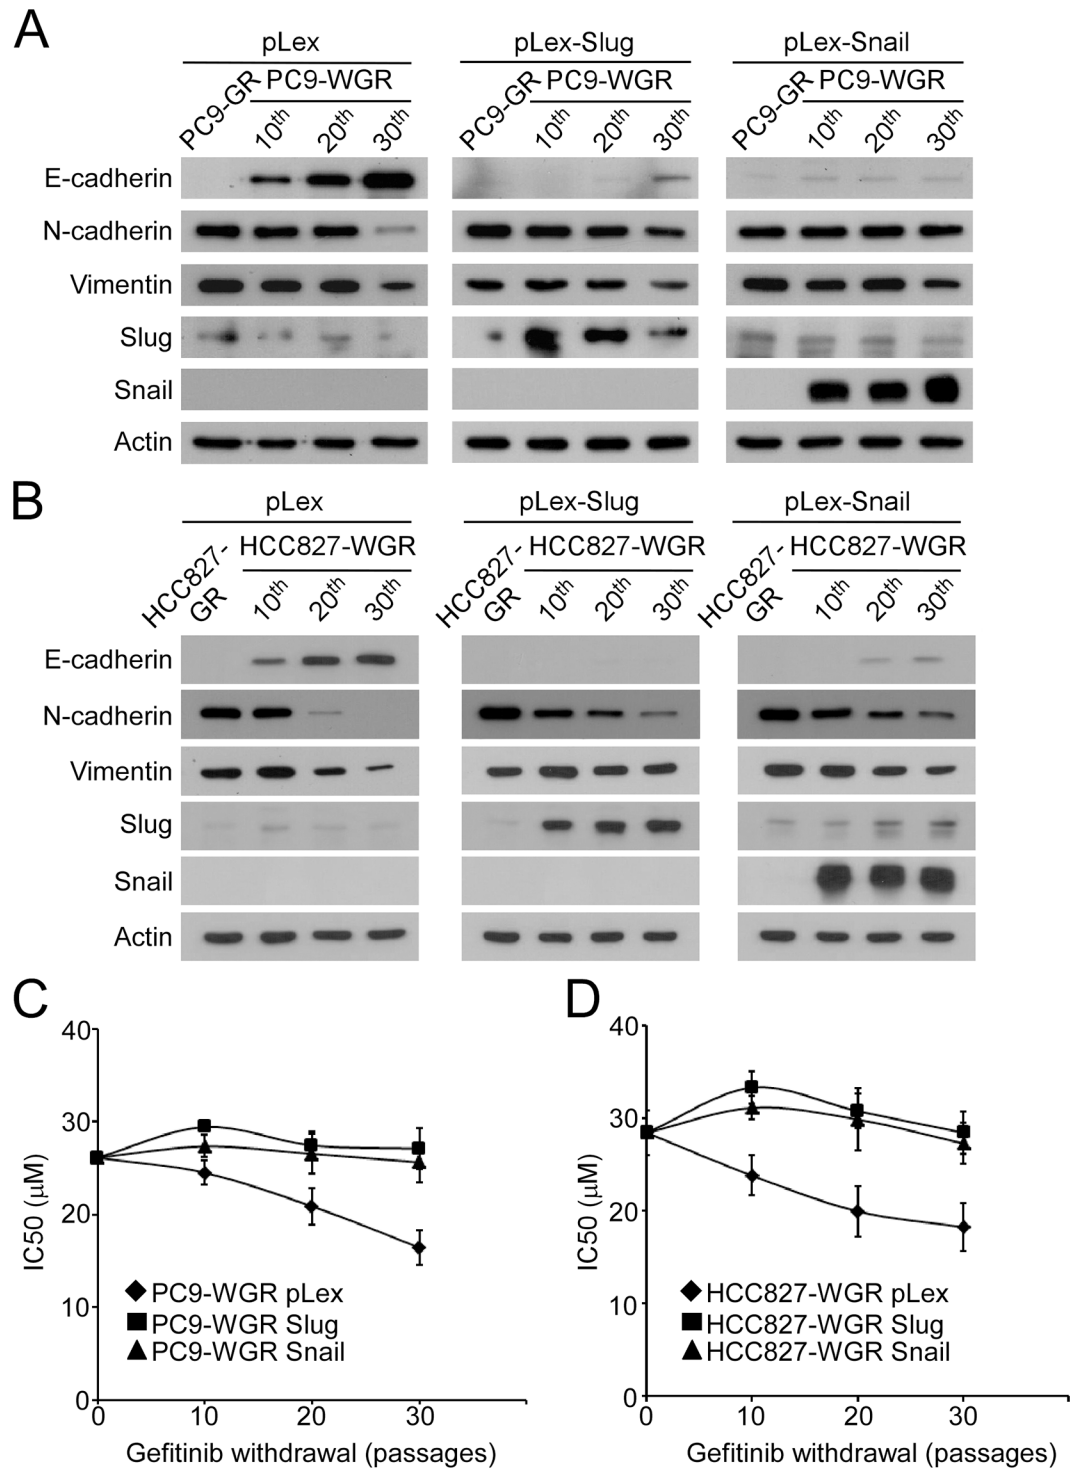 A
pLex
pLex-Slug
pLex-Snail
PC9-GR
PC9-WGR
PC9-GR
PC9-WGR
PC9-GR
PC9-WGR
10th
20th
30th
10th
20th
30th
10th
20th
30th
E-cadherin
N-cadherin
Vimentin
Slug
Snail
Actin
B
pLex
pLex-Slug
pLex-Snail
HCC827-
GR
HCC827-WGR
HCC827-
GR
HCC827-WGR
HCC827-
GR
HCC827-WGR
10th
20th
30th
10th
20th
30th
10th
20th
30th
E-cadherin
N-cadherin
Vimentin
Slug
Snail
Actin
C
40
30
20
10
0
IC50 (μM)
PC9-WGR pLex
PC9-WGR Slug
PC9-WGR Snail
0
10
20
30
Gefitinib withdrawal (passages)
D
40
30
20
10
0
IC50 (μM)
HCC827-WGR pLex
HCC827-WGR Slug
HCC827-WGR Snail
0
10
20
30
Gefitinib withdrawal (passages)